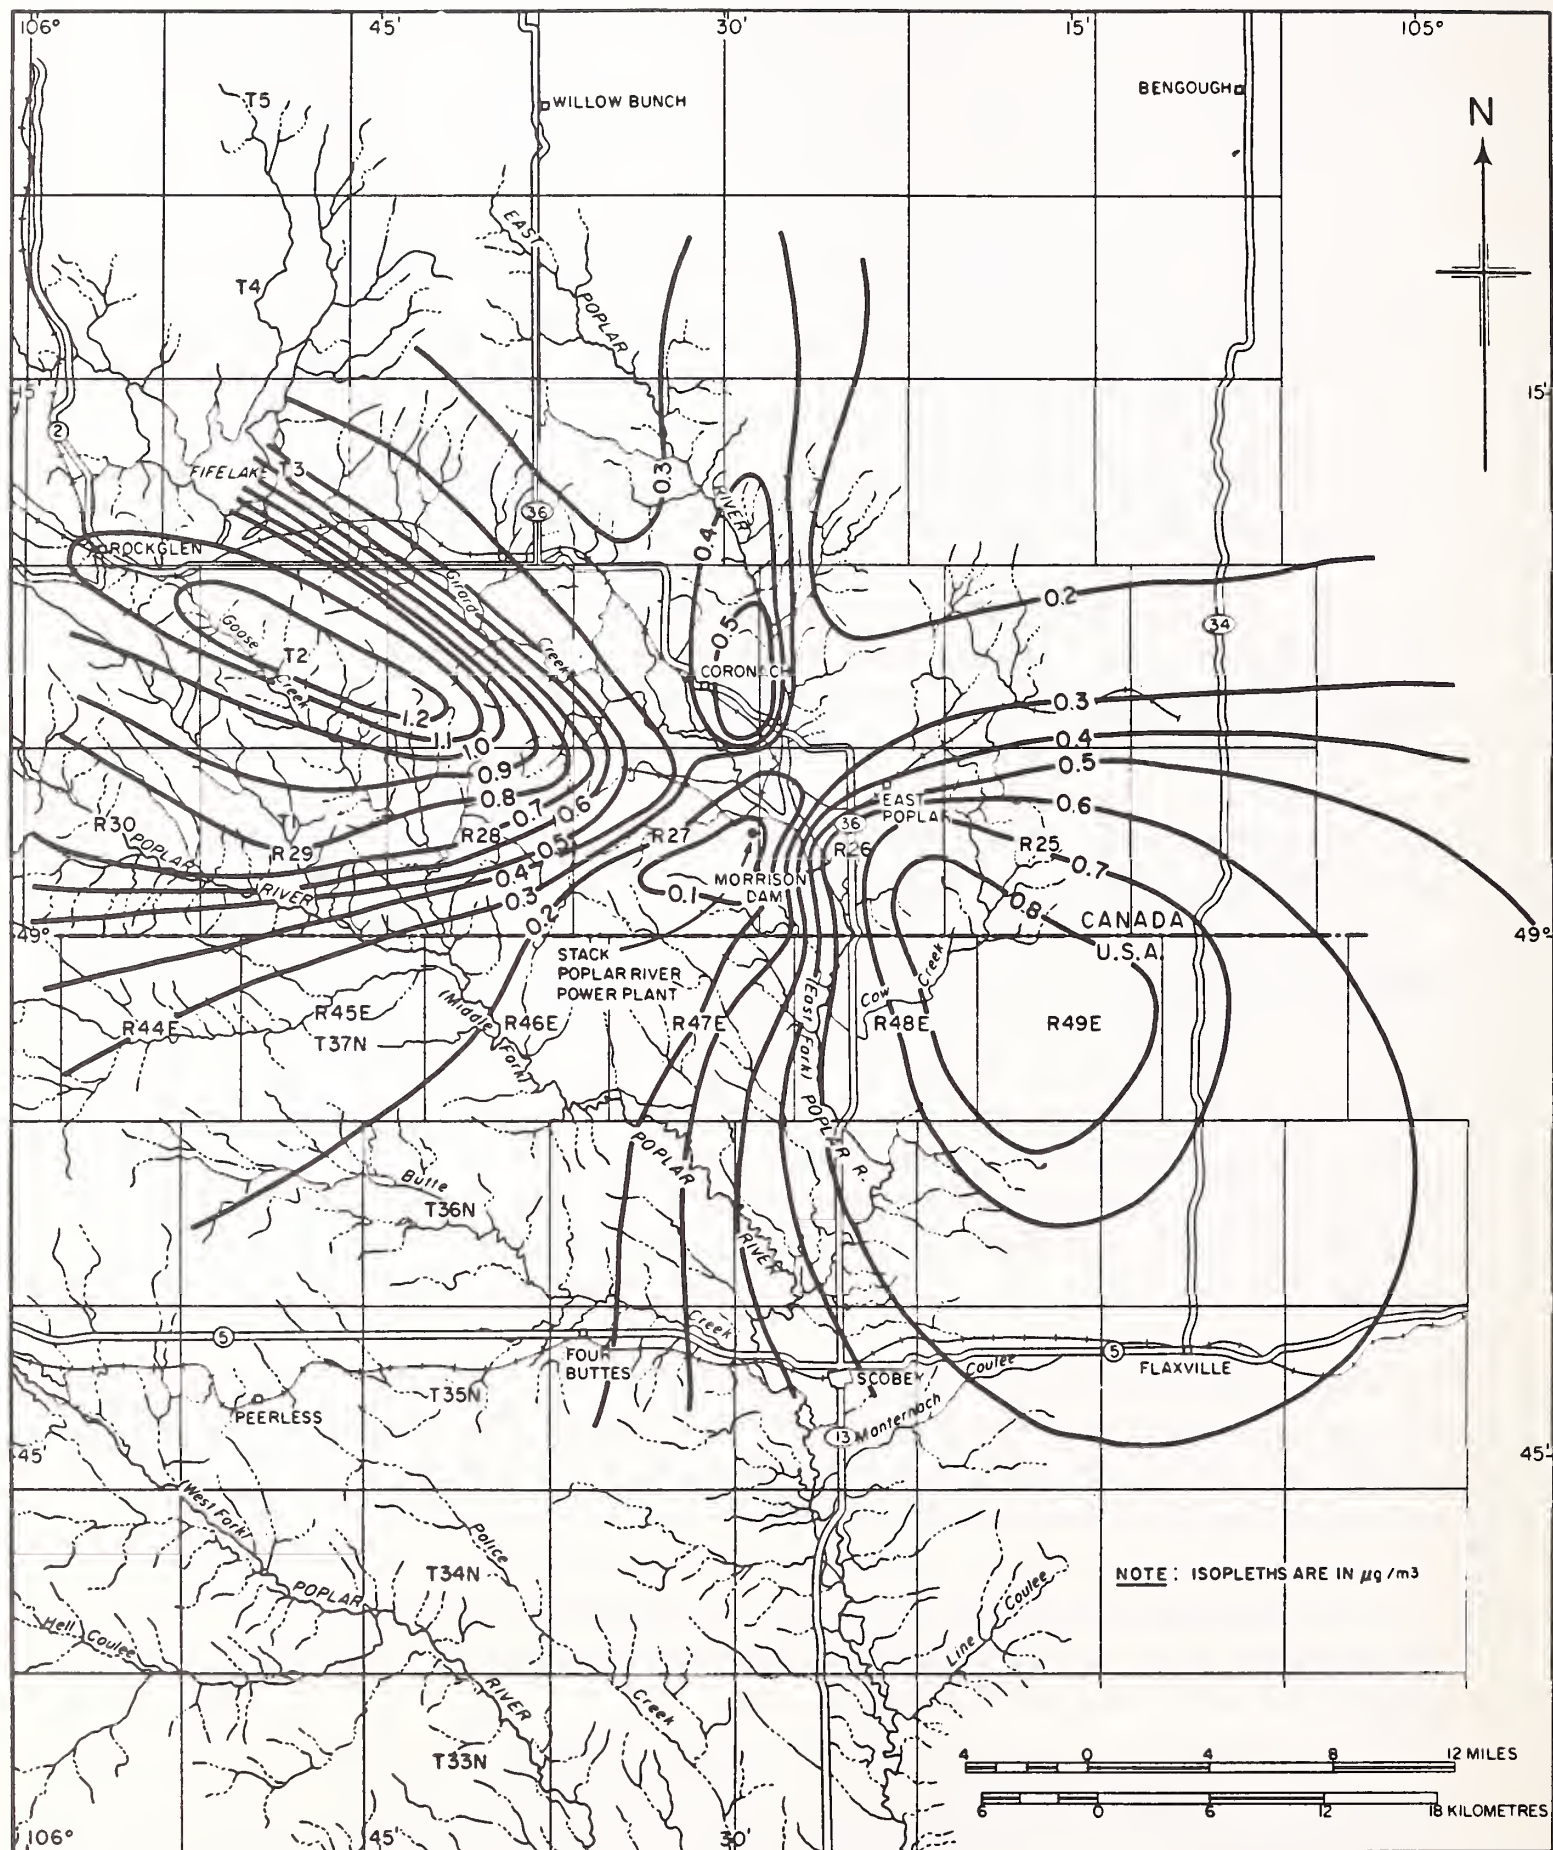 106°
45'
30'
15'
105°
T5
WILLOW BUNCH
BENGOUGH
N
EAST
POPLAR
RIVER
T4
15'
2
FIFE LAKE
T3
0.3
36
0.4
ROCKGLEN
Girard
Creek
0.2
34
0.5
Goose
Creek
T2
CORONACH
1.2
1.1
1.0
0.9
0.8
0.7
0.6
0.5
0.4
0.3
0.2
0.3
0.4
0.5
0.6
EAST
POPLAR
36
R30
POPLAR
RIVER
T1
R29
R28
R27
R26
R25
0.7
0.8
0.1
MORRISON
DAM
CANADA
U.S.A.
49°
49°
STACK
POPLAR RIVER
POWER PLANT
Cow
Creek
R44E
R45E
R46E
R47E
R48E
R49E
T37N
(Middle
Fork)
POPLAR
RIVER
(East Fork)
POPLAR R.
Butte
Creek
T36N
5
FOUR
BUTTES
5
FLAXVILLE
SCOBEY
Coulee
Manternach
13
T35N
PEERLESS
45'
45'
(West Fork)
POPLAR
RIVER
Police
Creek
T34N
Hell Coulee
NOTE: ISOPLETHS ARE IN µg/m3
Line
Coulee
T33N
4 0 4 8 12 MILES
6 0 6 12 18 KILOMETRES
106°
45'
30'